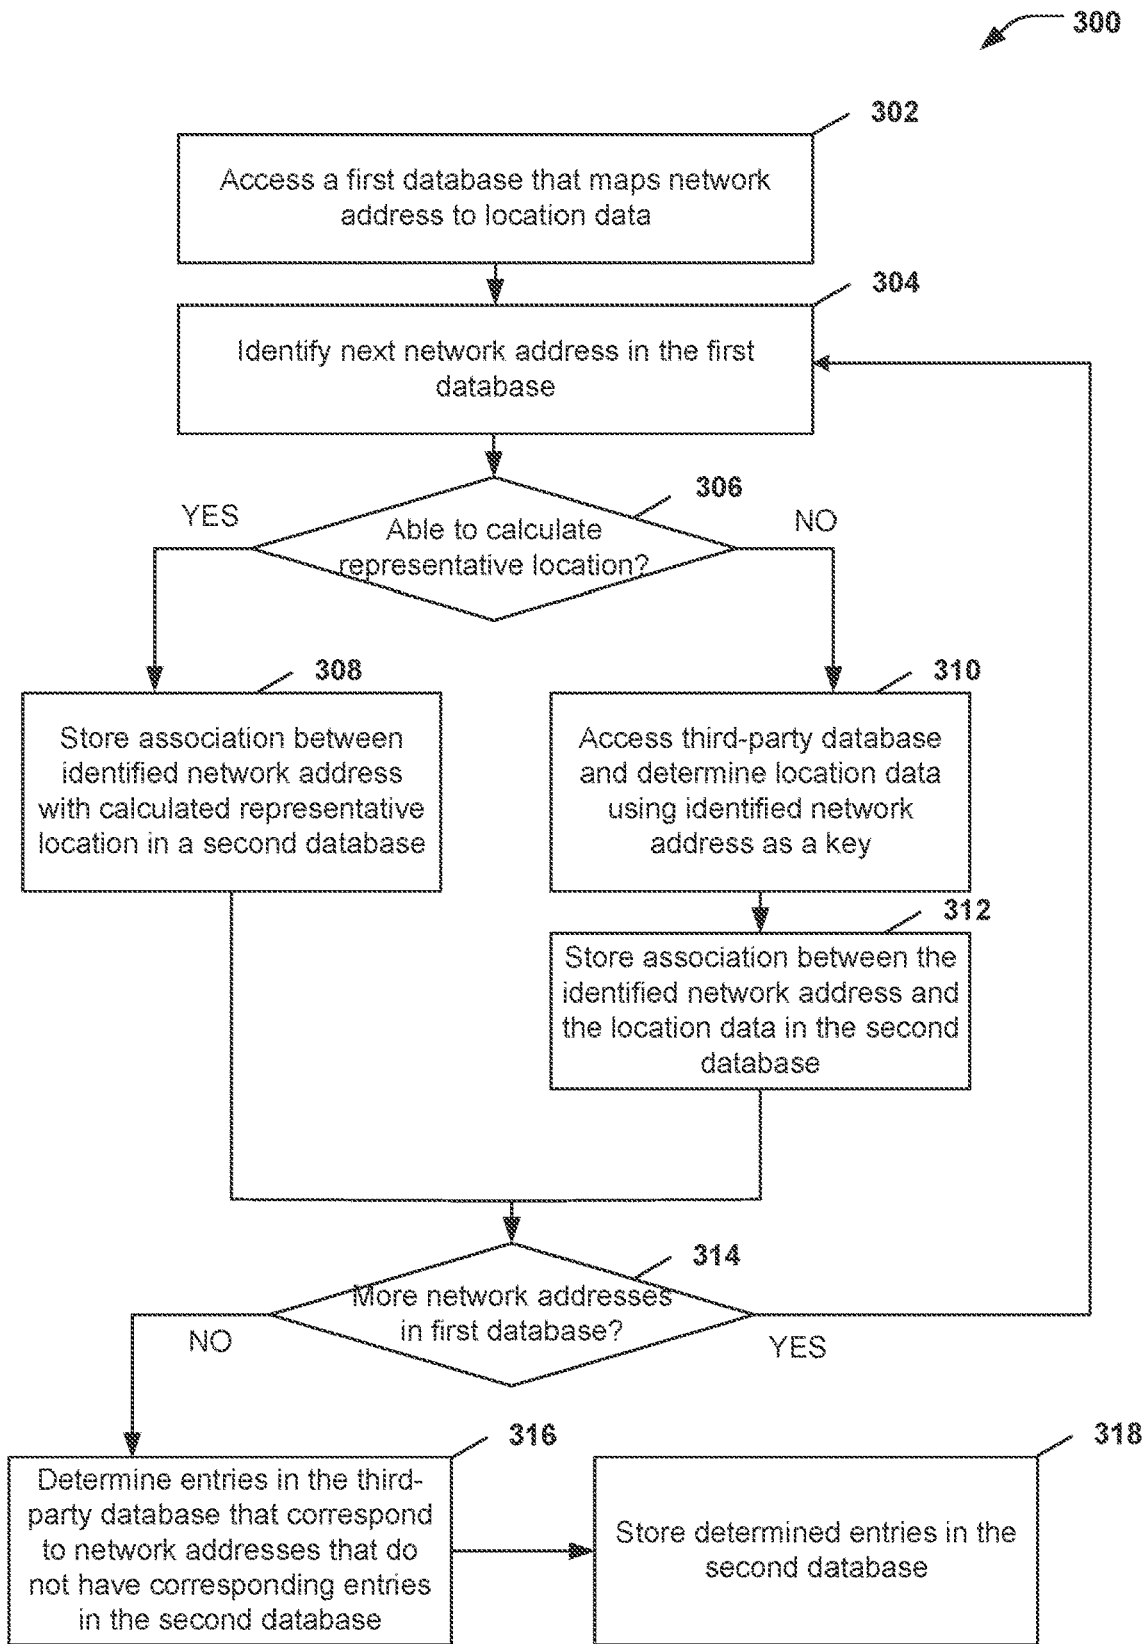 300
302
Access a first database that maps network
address to location data
304
Identify next network address in the first
database
306
YES
NO
Able to calculate
representative location?
308
310
Store association between
identified network address
with calculated representative
location in a second database
Access third-party database
and determine location data
using identified network
address as a key
312
Store association between the
identified network address and
the location data in the second
database
314
More network addresses
in first database?
NO
YES
316
318
Determine entries in the third-
party database that correspond
to network addresses that do
not have corresponding entries
in the second database
Store determined entries in the
second database